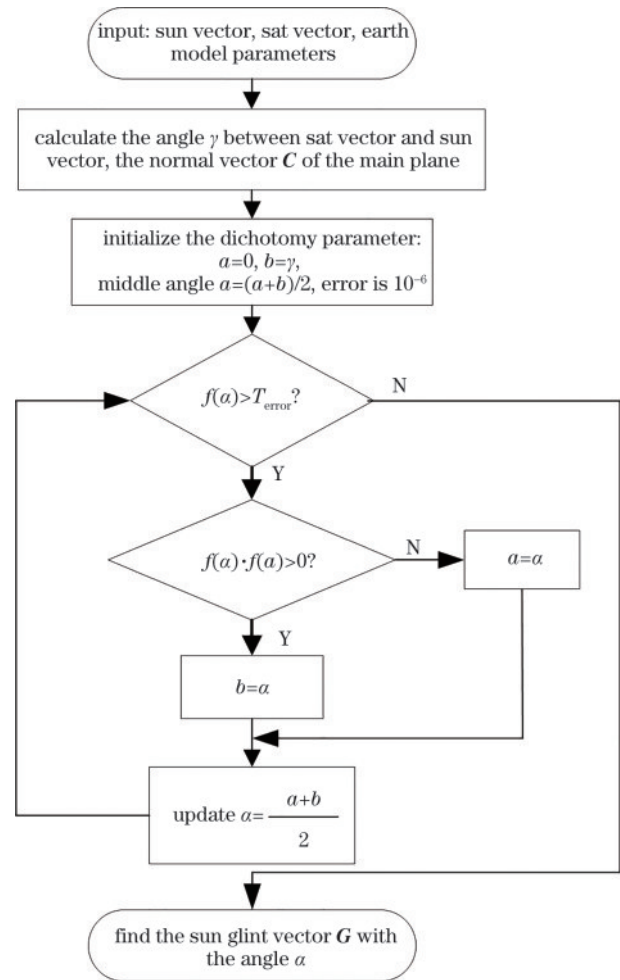 input: sun vector, sat vector, earth
model parameters
calculate the angle γ between sat vector and sun
vector, the normal vector C of the main plane
initialize the dichotomy parameter:
a=0, b=γ,
middle angle α=(a+b)/2, error is 10⁻⁶
f(α)>T_error?
N
Y
f(α)·f(a)>0?
N
a=α
Y
b=α
update α=
a+b
2
find the sun glint vector G with
the angle α